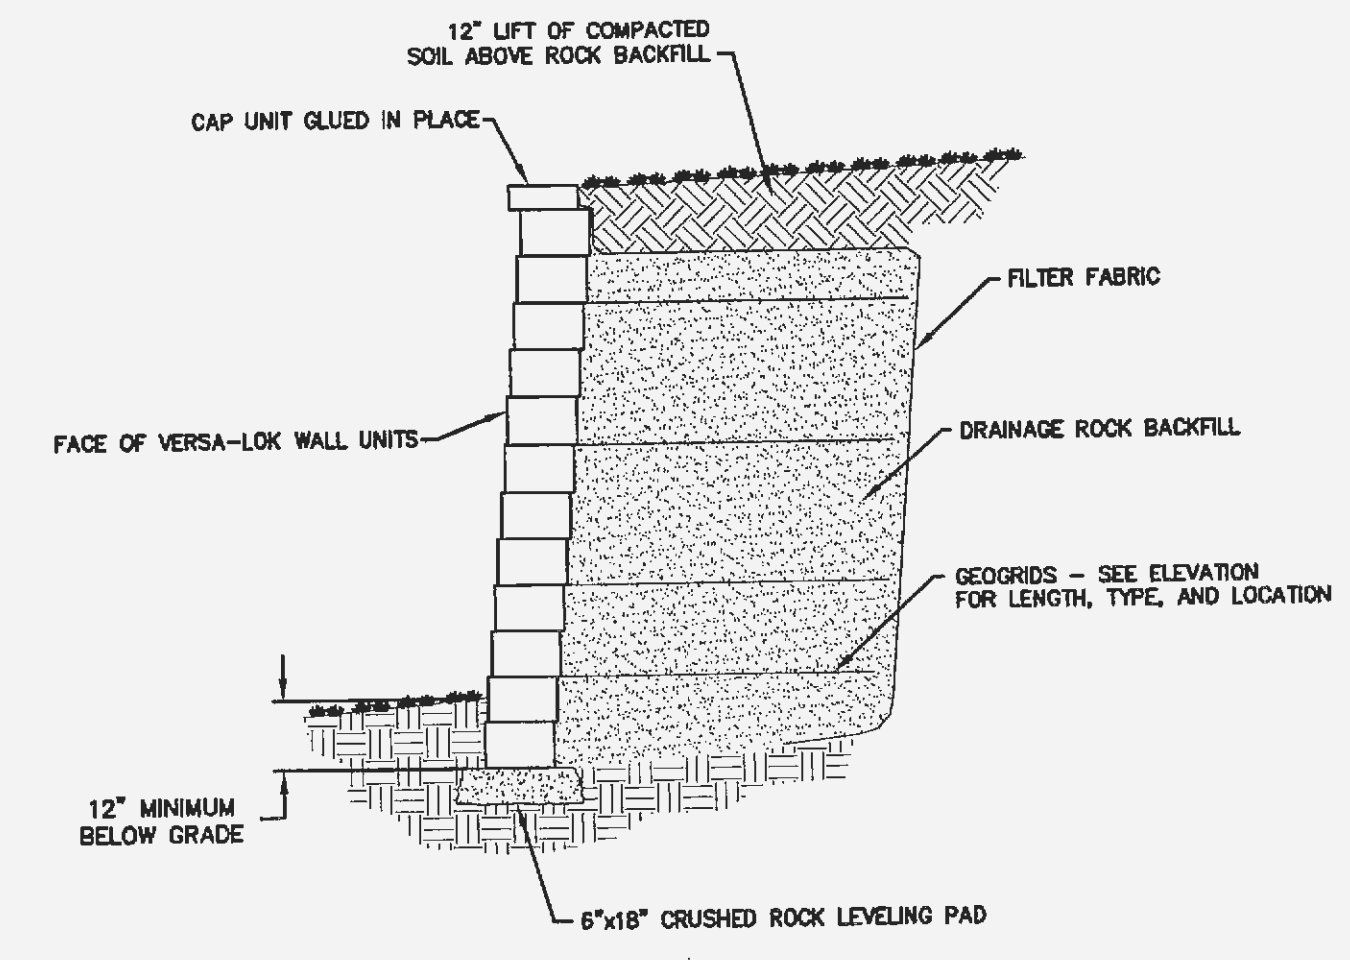 12" LIFT OF COMPACTED
SOIL ABOVE ROCK BACKFILL
CAP UNIT GLUED IN PLACE
FILTER FABRIC
FACE OF VERSA-LOK WALL UNITS
DRAINAGE ROCK BACKFILL
GEOGRIDS - SEE ELEVATION
FOR LENGTH, TYPE, AND LOCATION
12" MINIMUM
BELOW GRADE
6"x18" CRUSHED ROCK LEVELING PAD